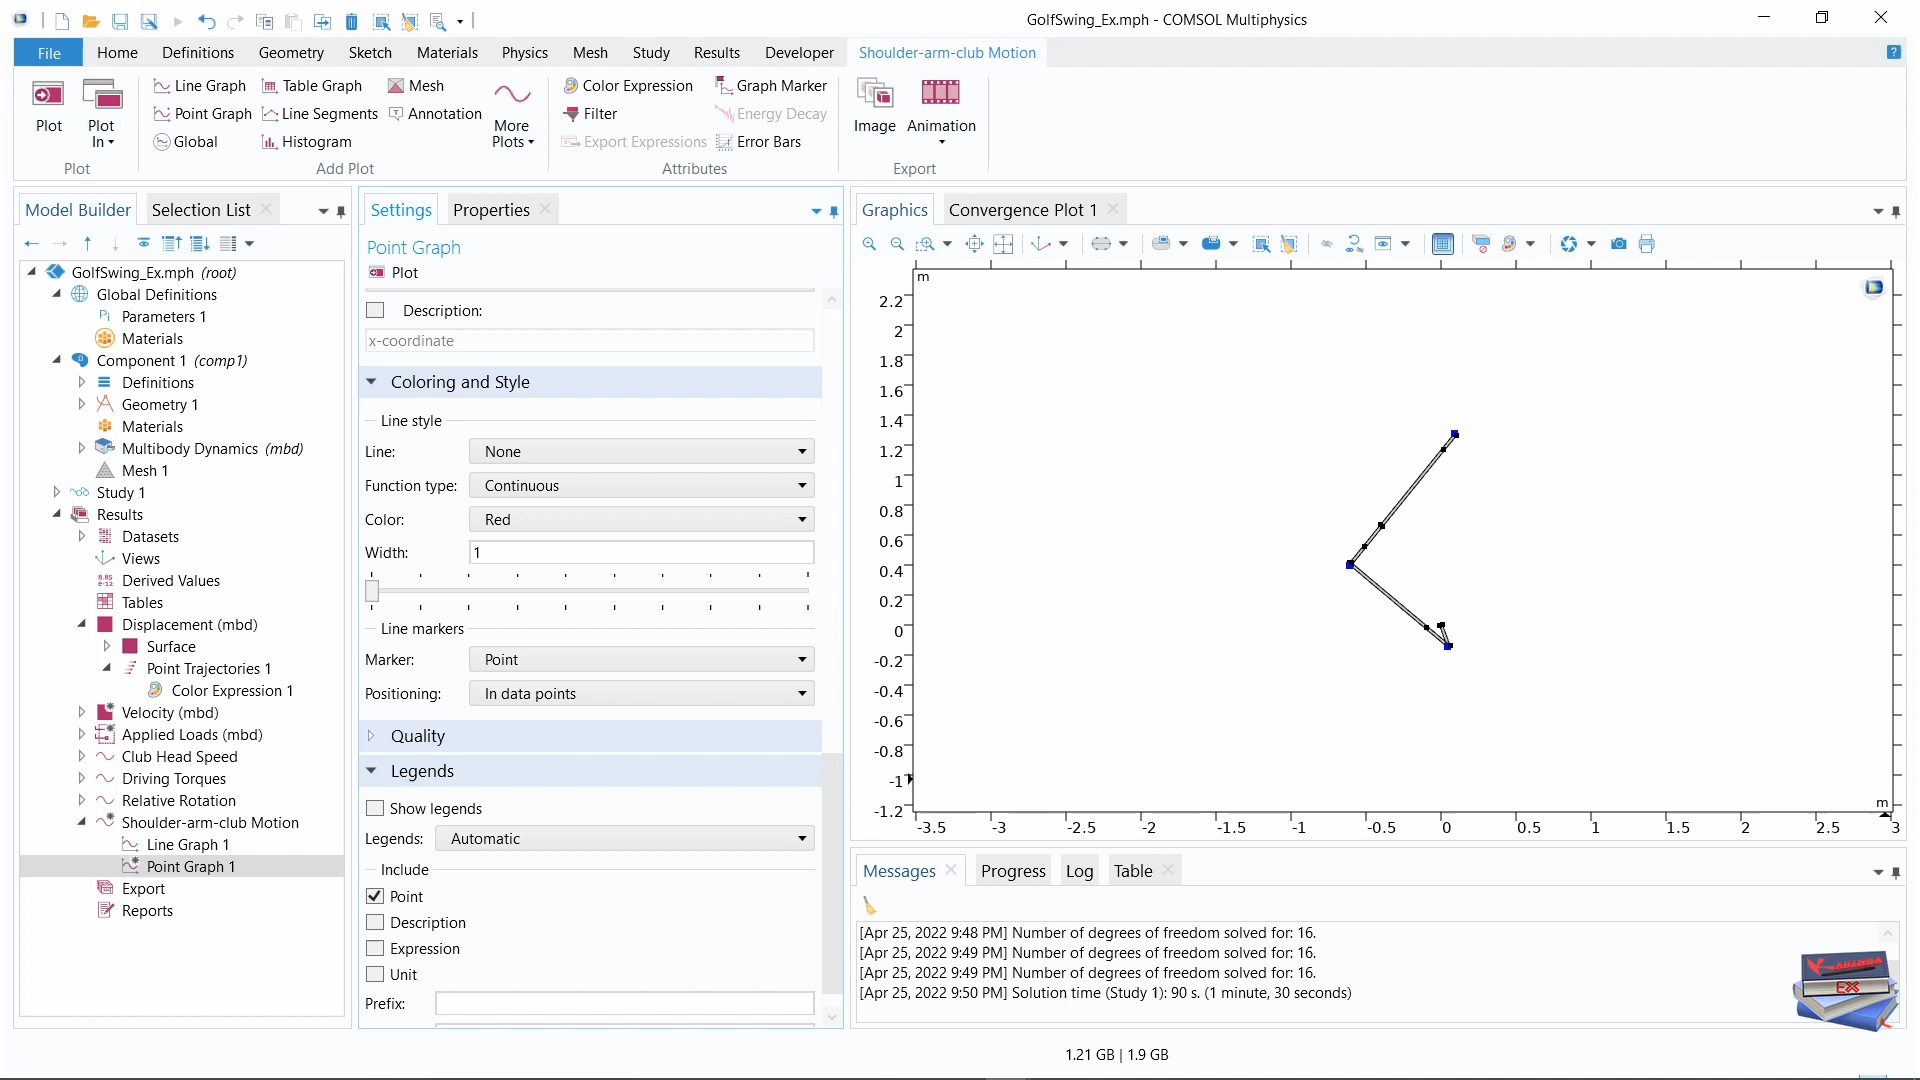 GolfSwing_Ex.mph - COMSOL Multiphysics
File Home Definitions Geometry Sketch Materials Physics Mesh Study Results Developer Shoulder-arm-club Motion
Line Graph Table Graph Mesh Color Expression Graph Marker
Plot Plot In Point Graph Line Segments Annotation More Plots Filter Energy Decay Image Animation
Global Histogram Export Expressions Error Bars
Plot Add Plot Attributes Export
Model Builder Selection List
GolfSwing_Ex.mph (root)
Global Definitions
Pi Parameters 1
Materials
Component 1 (comp1)
Definitions
Geometry 1
Materials
Multibody Dynamics (mbd)
Mesh 1
Study 1
Results
Datasets
Views
8.85 e-12 Derived Values
Tables
Displacement (mbd)
Surface
Point Trajectories 1
Color Expression 1
Velocity (mbd)
Applied Loads (mbd)
Club Head Speed
Driving Torques
Relative Rotation
Shoulder-arm-club Motion
Line Graph 1
Point Graph 1
Export
Reports
Settings Properties
Point Graph
Plot
Description:
x-coordinate
Coloring and Style
Line style
Line: None
Function type: Continuous
Color: Red
Width: 1
Line markers
Marker: Point
Positioning: In data points
Quality
Legends
Show legends
Legends: Automatic
Include
Point
Description
Expression
Unit
Prefix:
Graphics Convergence Plot 1
m
2.2
2
1.8
1.6
1.4
1.2
1
0.8
0.6
0.4
0.2
0
-0.2
-0.4
-0.6
-0.8
-1
-1.2
m
-3.5 -3 -2.5 -2 -1.5 -1 -0.5 0 0.5 1 1.5 2 2.5 3
Messages Progress Log Table
[Apr 25, 2022 9:48 PM] Number of degrees of freedom solved for: 16.
[Apr 25, 2022 9:49 PM] Number of degrees of freedom solved for: 16.
[Apr 25, 2022 9:49 PM] Number of degrees of freedom solved for: 16.
[Apr 25, 2022 9:50 PM] Solution time (Study 1): 90 s. (1 minute, 30 seconds)
EX
1.21 GB | 1.9 GB